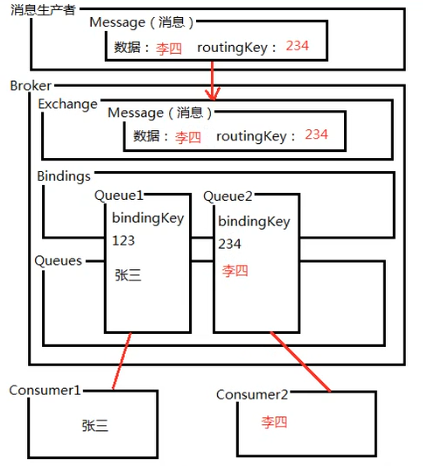 消息生产者
Message（消息）
数据：李四 routingKey：234
Broker
Exchange
Message（消息）
数据：李四 routingKey：234
Bindings
Queue1 Queue2
bindingKey bindingKey
123 234
Queues
张三 李四
Consumer1 Consumer2
张三 李四